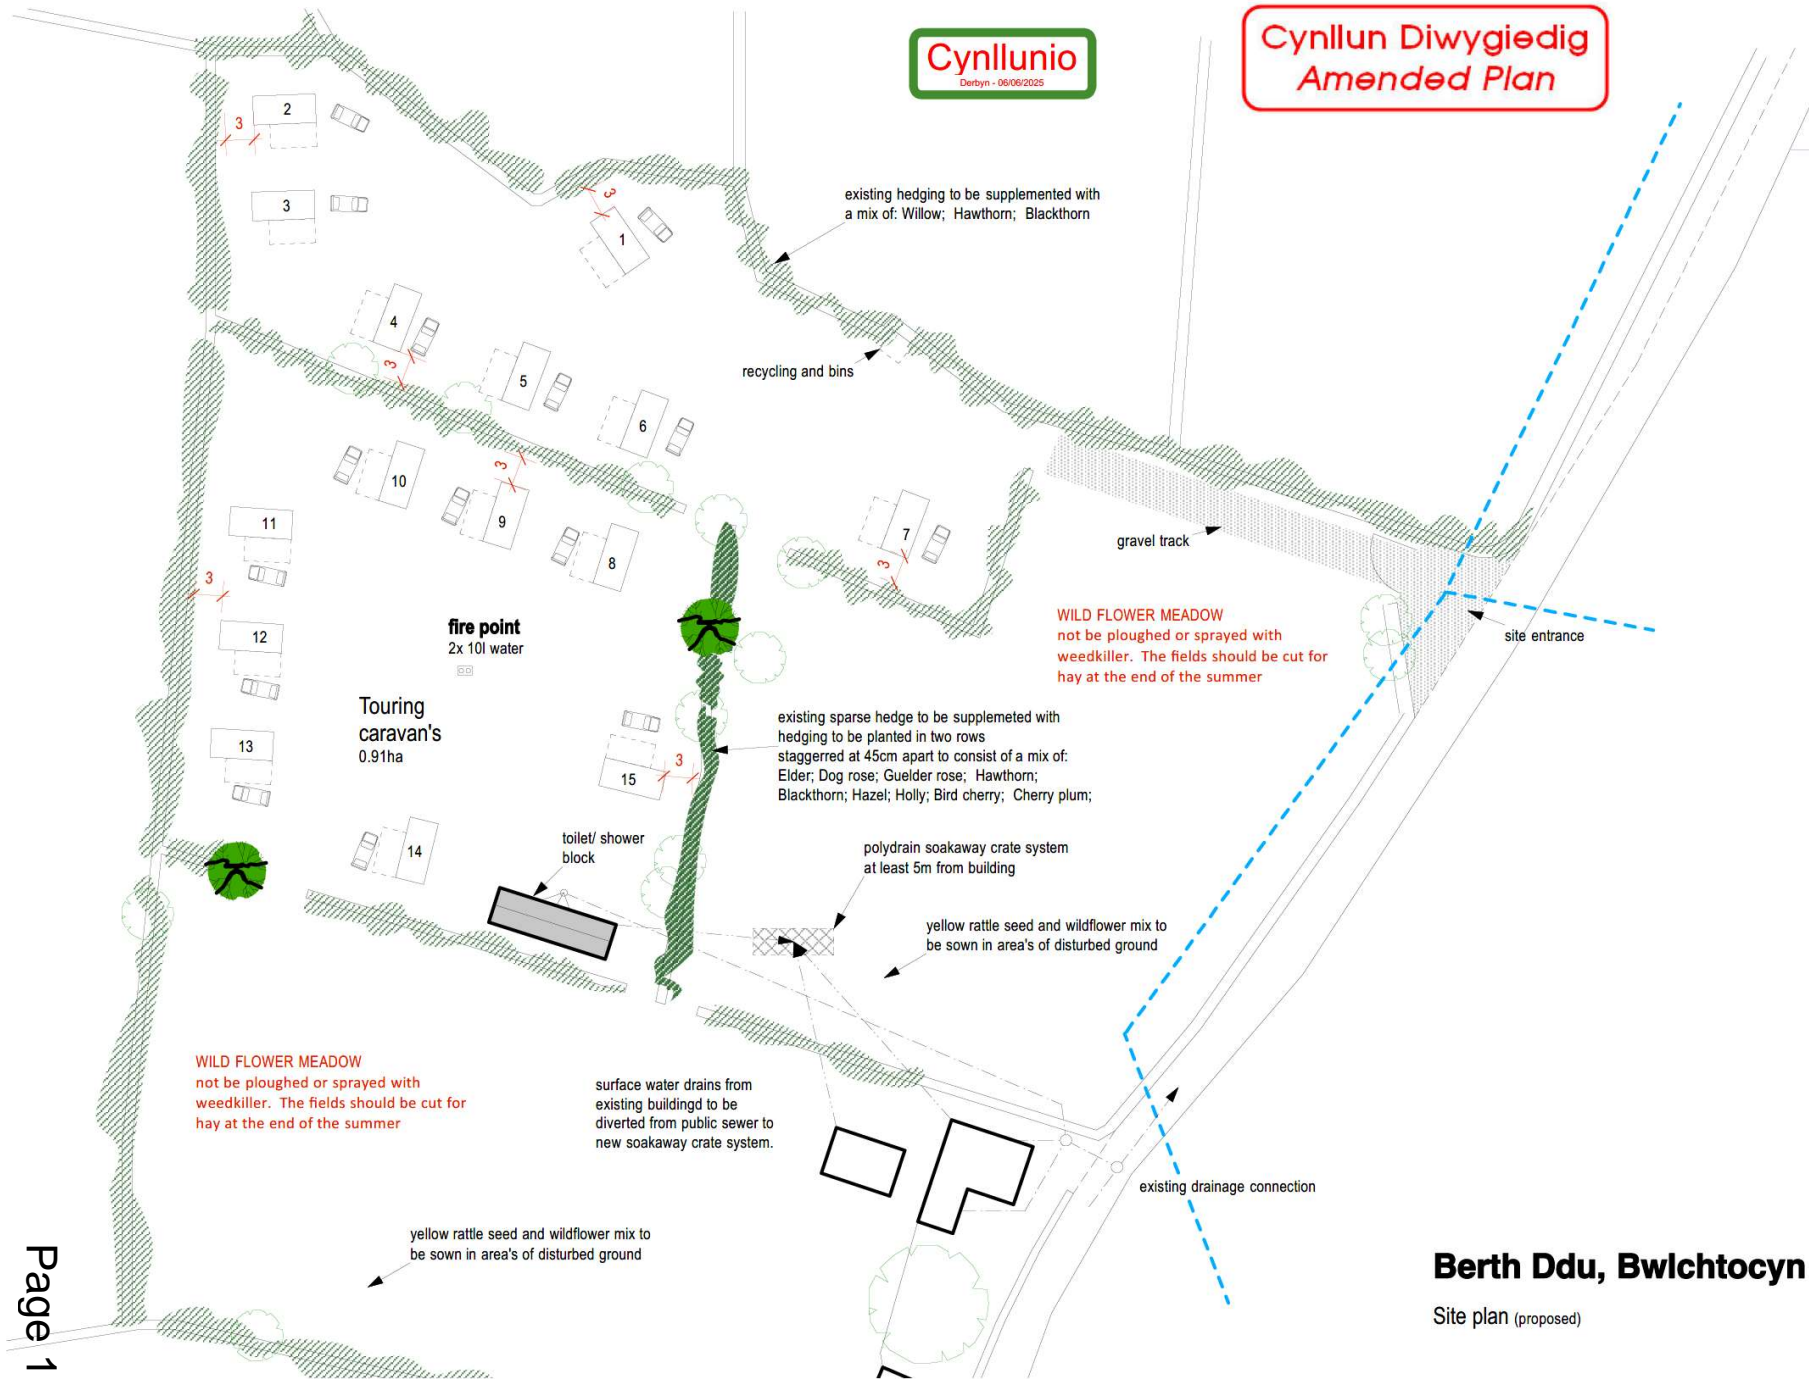 Cynllunio
Derbyn - 06/06/2025
Cynllun Diwygiedig
Amended Plan
2
3
3
3
1
existing hedging to be supplemented with
a mix of: Willow; Hawthorn; Blackthorn
4
3
5
6
recycling and bins
10
3
9
8
11
7
3
gravel track
3
12
fire point
2x 10l water
WILD FLOWER MEADOW
not be ploughed or sprayed with
weedkiller. The fields should be cut for
hay at the end of the summer
site entrance
Touring
caravan's
0.91ha
13
15
3
existing sparse hedge to be supplemeted with
hedging to be planted in two rows
staggerred at 45cm apart to consist of a mix of:
Elder; Dog rose; Guelder rose; Hawthorn;
Blackthorn; Hazel; Holly; Bird cherry; Cherry plum;
14
toilet/ shower
block
polydrain soakaway crate system
at least 5m from building
yellow rattle seed and wildflower mix to
be sown in area's of disturbed ground
WILD FLOWER MEADOW
not be ploughed or sprayed with
weedkiller. The fields should be cut for
hay at the end of the summer
surface water drains from
existing buildingd to be
diverted from public sewer to
new soakaway crate system.
existing drainage connection
yellow rattle seed and wildflower mix to
be sown in area's of disturbed ground
Berth Ddu, Bwlchtocyn
Site plan (proposed)
Page 1